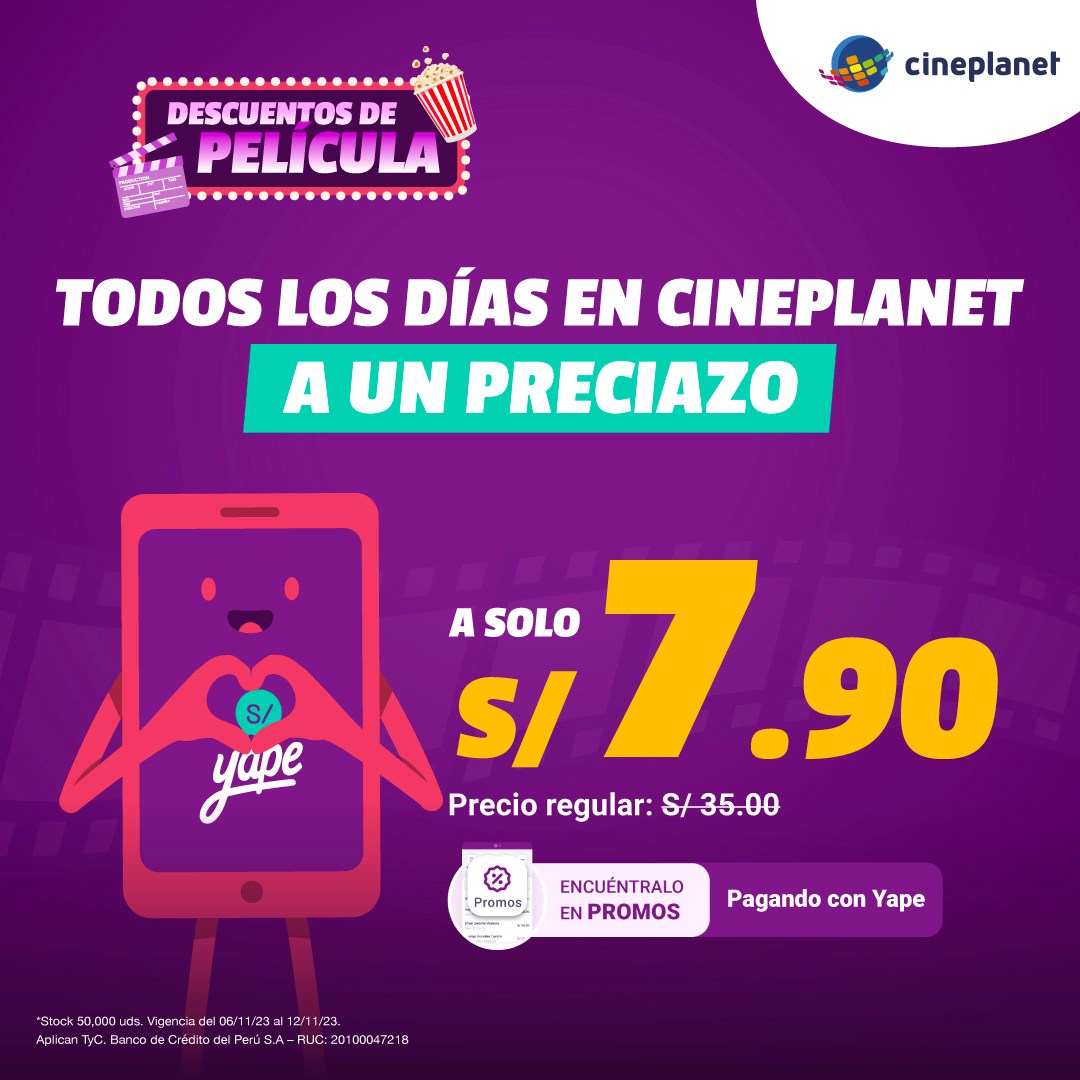 cineplanet
DESCUENTOS DE
PELÍCULA
PRODUCTION
TODOS LOS DÍAS EN CINEPLANET
A UN PRECIAZO
S/
yape
A SOLO
S/ 7.90
Precio regular: S/ 35.00
Promos
ENCUÉNTRALO
EN PROMOS
Pagando con Yape
*Stock 50,000 uds. Vigencia del 06/11/23 al 12/11/23.
Aplican TyC. Banco de Crédito del Perú S.A – RUC: 20100047218